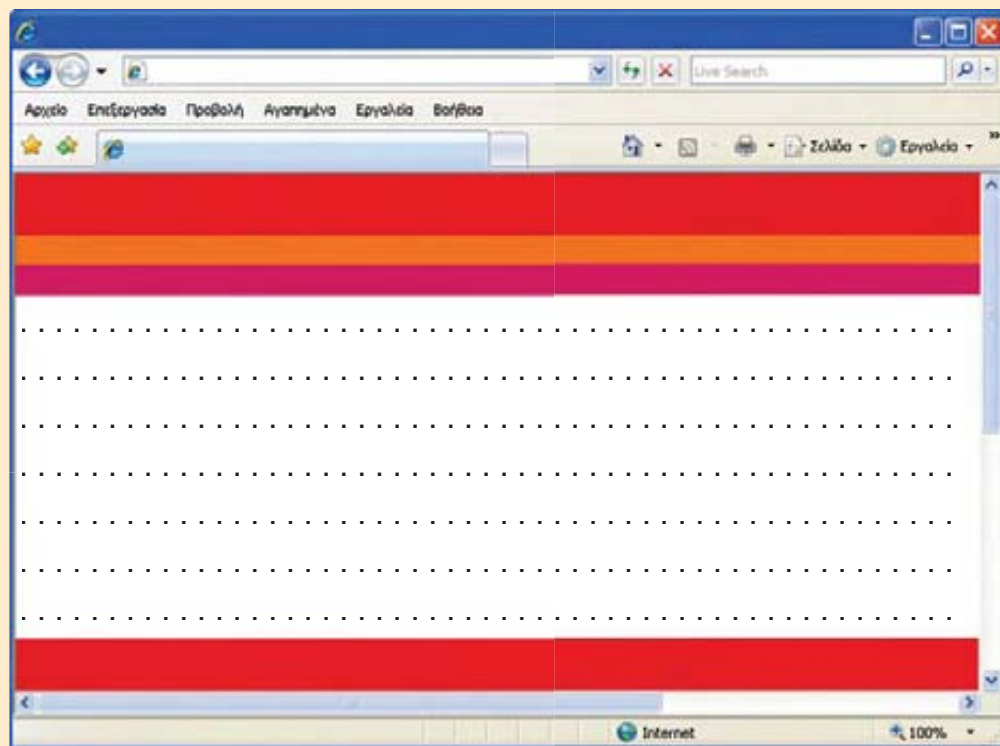 Live Search
Αρχείο Επεξεργασία Προβολή Αγαπημένα Εργαλεία Βοήθεια
Σελίδα Εργαλεία
. . . . . . . . . . . . . . . . . . . . . . . . . . . . . . . . . . . . . . . . . . . . . . . . . . . .
. . . . . . . . . . . . . . . . . . . . . . . . . . . . . . . . . . . . . . . . . . . . . . . . . . . .
. . . . . . . . . . . . . . . . . . . . . . . . . . . . . . . . . . . . . . . . . . . . . . . . . . . .
. . . . . . . . . . . . . . . . . . . . . . . . . . . . . . . . . . . . . . . . . . . . . . . . . . . .
. . . . . . . . . . . . . . . . . . . . . . . . . . . . . . . . . . . . . . . . . . . . . . . . . . . .
. . . . . . . . . . . . . . . . . . . . . . . . . . . . . . . . . . . . . . . . . . . . . . . . . . . .
. . . . . . . . . . . . . . . . . . . . . . . . . . . . . . . . . . . . . . . . . . . . . . . . . . . .
Internet 100%